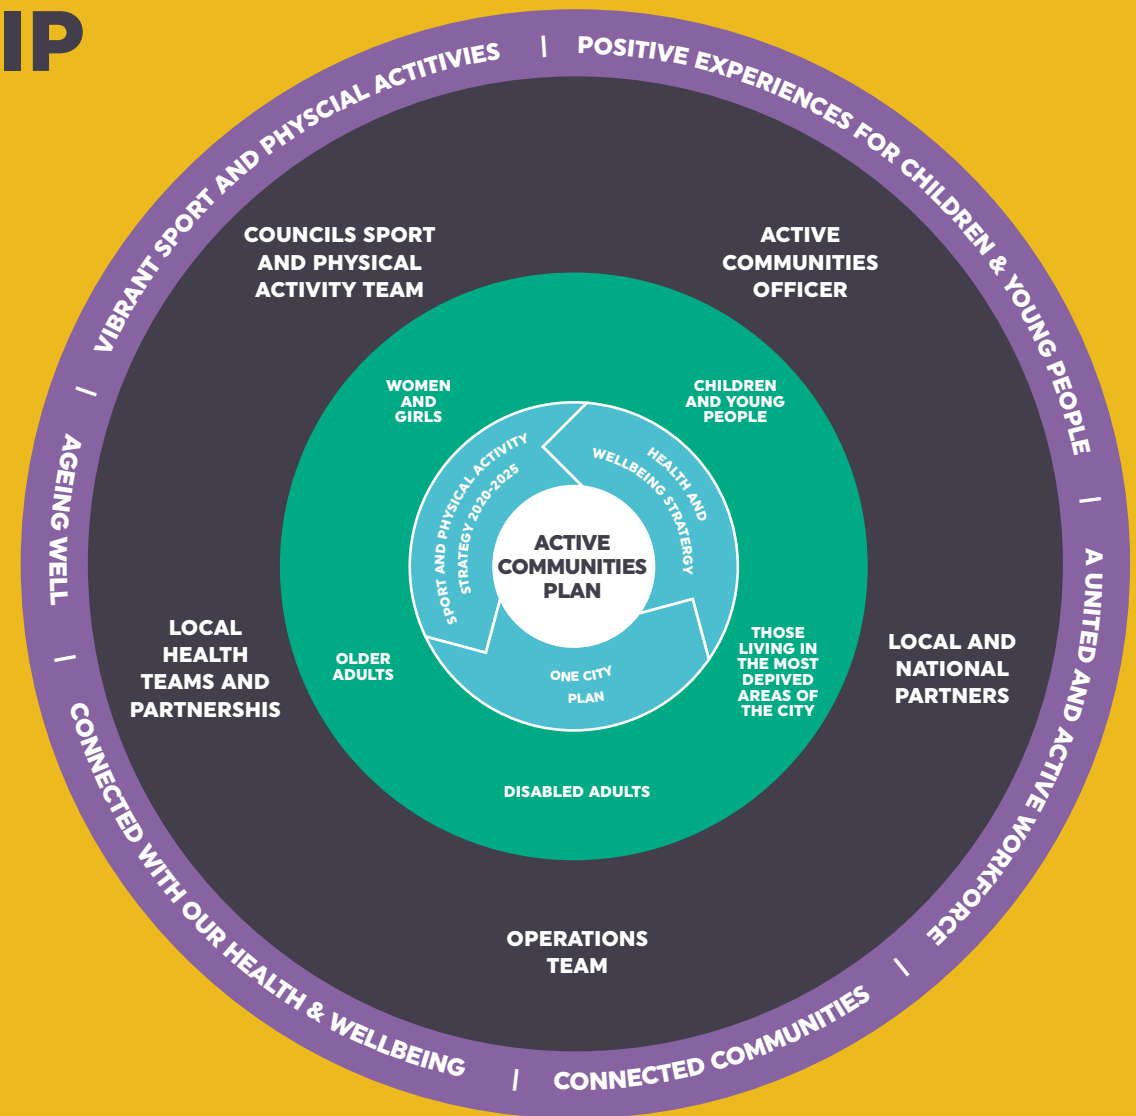 IP
VIBRANT SPORT AND PHYSCIAL ACTITIVIES | POSITIVE EXPERIENCES FOR CHILDREN & YOUNG PEOPLE | A UNITED AND ACTIVE WORKFORCE | CONNECTED COMMUNITIES | CONNECTED WITH OUR HEALTH & WELLBEING | AGEING WELL |
COUNCILS SPORT
AND PHYSICAL
ACTIVITY TEAM
ACTIVE
COMMUNITIES
OFFICER
LOCAL AND
NATIONAL
PARTNERS
OPERATIONS
TEAM
LOCAL
HEALTH
TEAMS AND
PARTNERSHIS
WOMEN
AND
GIRLS
CHILDREN
AND YOUNG
PEOPLE
THOSE
LIVING IN
THE MOST
DEPIVED
AREAS OF
THE CITY
DISABLED ADULTS
OLDER
ADULTS
SPORT AND PHYSICAL ACTIVITY
STRATEGY 2020-2025
HEALTH AND
WELLBEING STRATERGY
ONE CITY
PLAN
ACTIVE
COMMUNITIES
PLAN